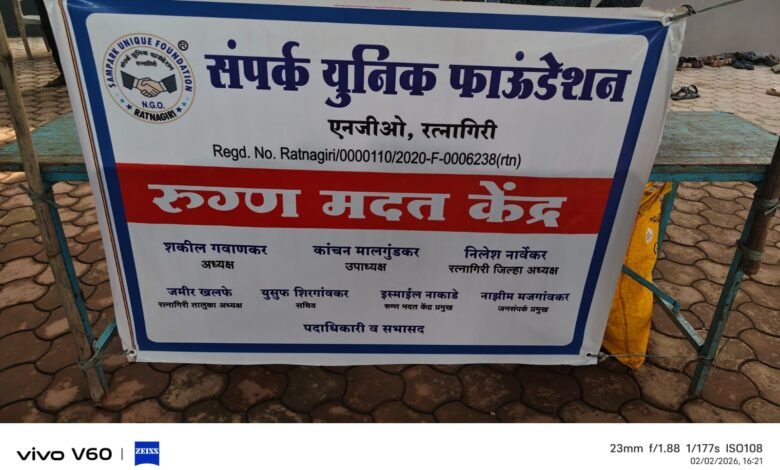 SAMPARK UNIQUE FOUNDATION
®
संपर्क युनिक फाऊंडेशन
रत्नागिरी
N.G.O.
RATNAGIRI
संपर्क युनिक फाऊंडेशन
एनजीओ, रत्नागिरी
Regd. No. Ratnagiri/0000110/2020-F-0006238(rtn)
रुग्ण मदत केंद्र
शकील गवाणकर कांचन मालगुंडकर निलेश नार्वेकर
अध्यक्ष उपाध्यक्ष रत्नागिरी जिल्हा अध्यक्ष
जमीर खलफे युसुफ शिरगांवकर इस्माईल नाकाडे नाझीम मजगांवकर
रत्नागिरी तालुका अध्यक्ष सचिव रुग्ण मदत केंद्र प्रमुख जनसंपर्क प्रमुख
पदाधिकारी व सभासद
vivo V60 | ZEISS 23mm f/1.88 1/177s ISO108
02/02/2026, 16:21